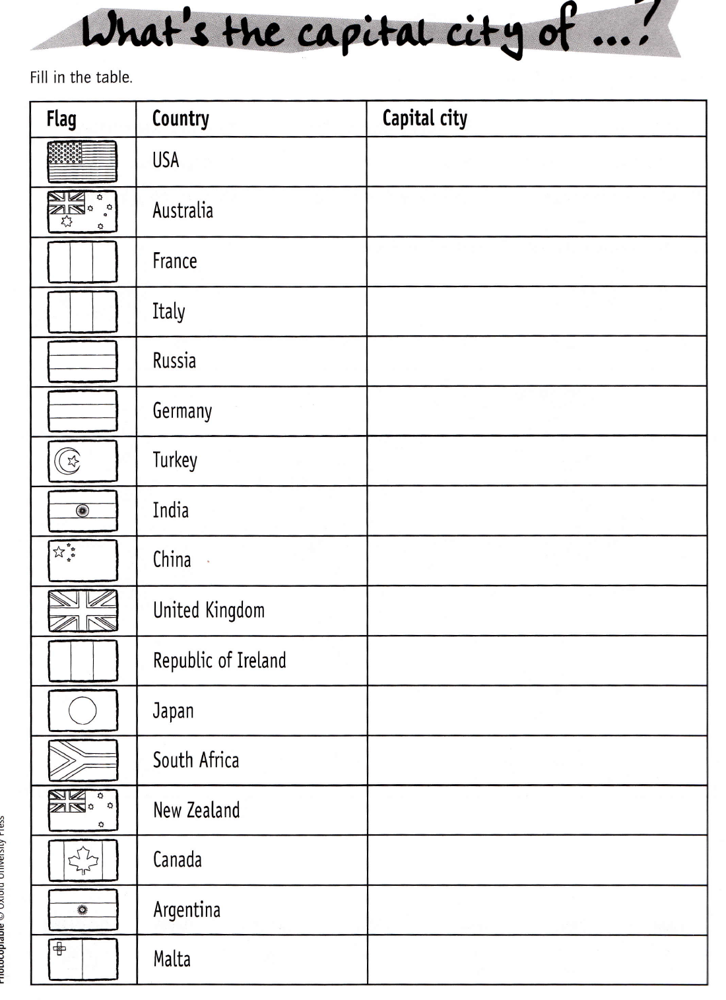 What's the capital city of ...?
Fill in the table.
Flag Country Capital city
USA
Australia
France
Italy
Russia
Germany
Turkey
India
China
United Kingdom
Republic of Ireland
Japan
South Africa
New Zealand
Canada
Argentina
Malta
Photocopiable © Oxford University Press